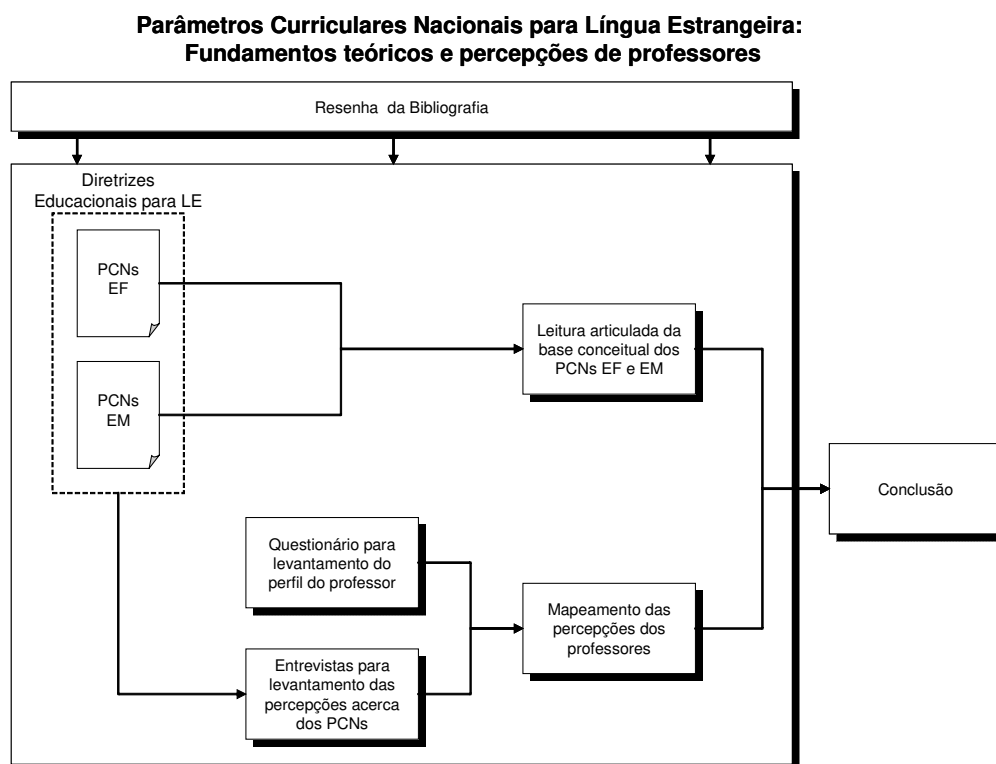 Parâmetros Curriculares Nacionais para Língua Estrangeira:
Fundamentos teóricos e percepções de professores
Resenha da Bibliografia
Diretrizes
Educacionais para LE
PCNs
EF
PCNs
EM
Leitura articulada da
base conceitual dos
PCNs EF e EM
Conclusão
Questionário para
levantamento do
perfil do professor
Mapeamento das
percepções dos
professores
Entrevistas para
levantamento das
percepções acerca
dos PCNs